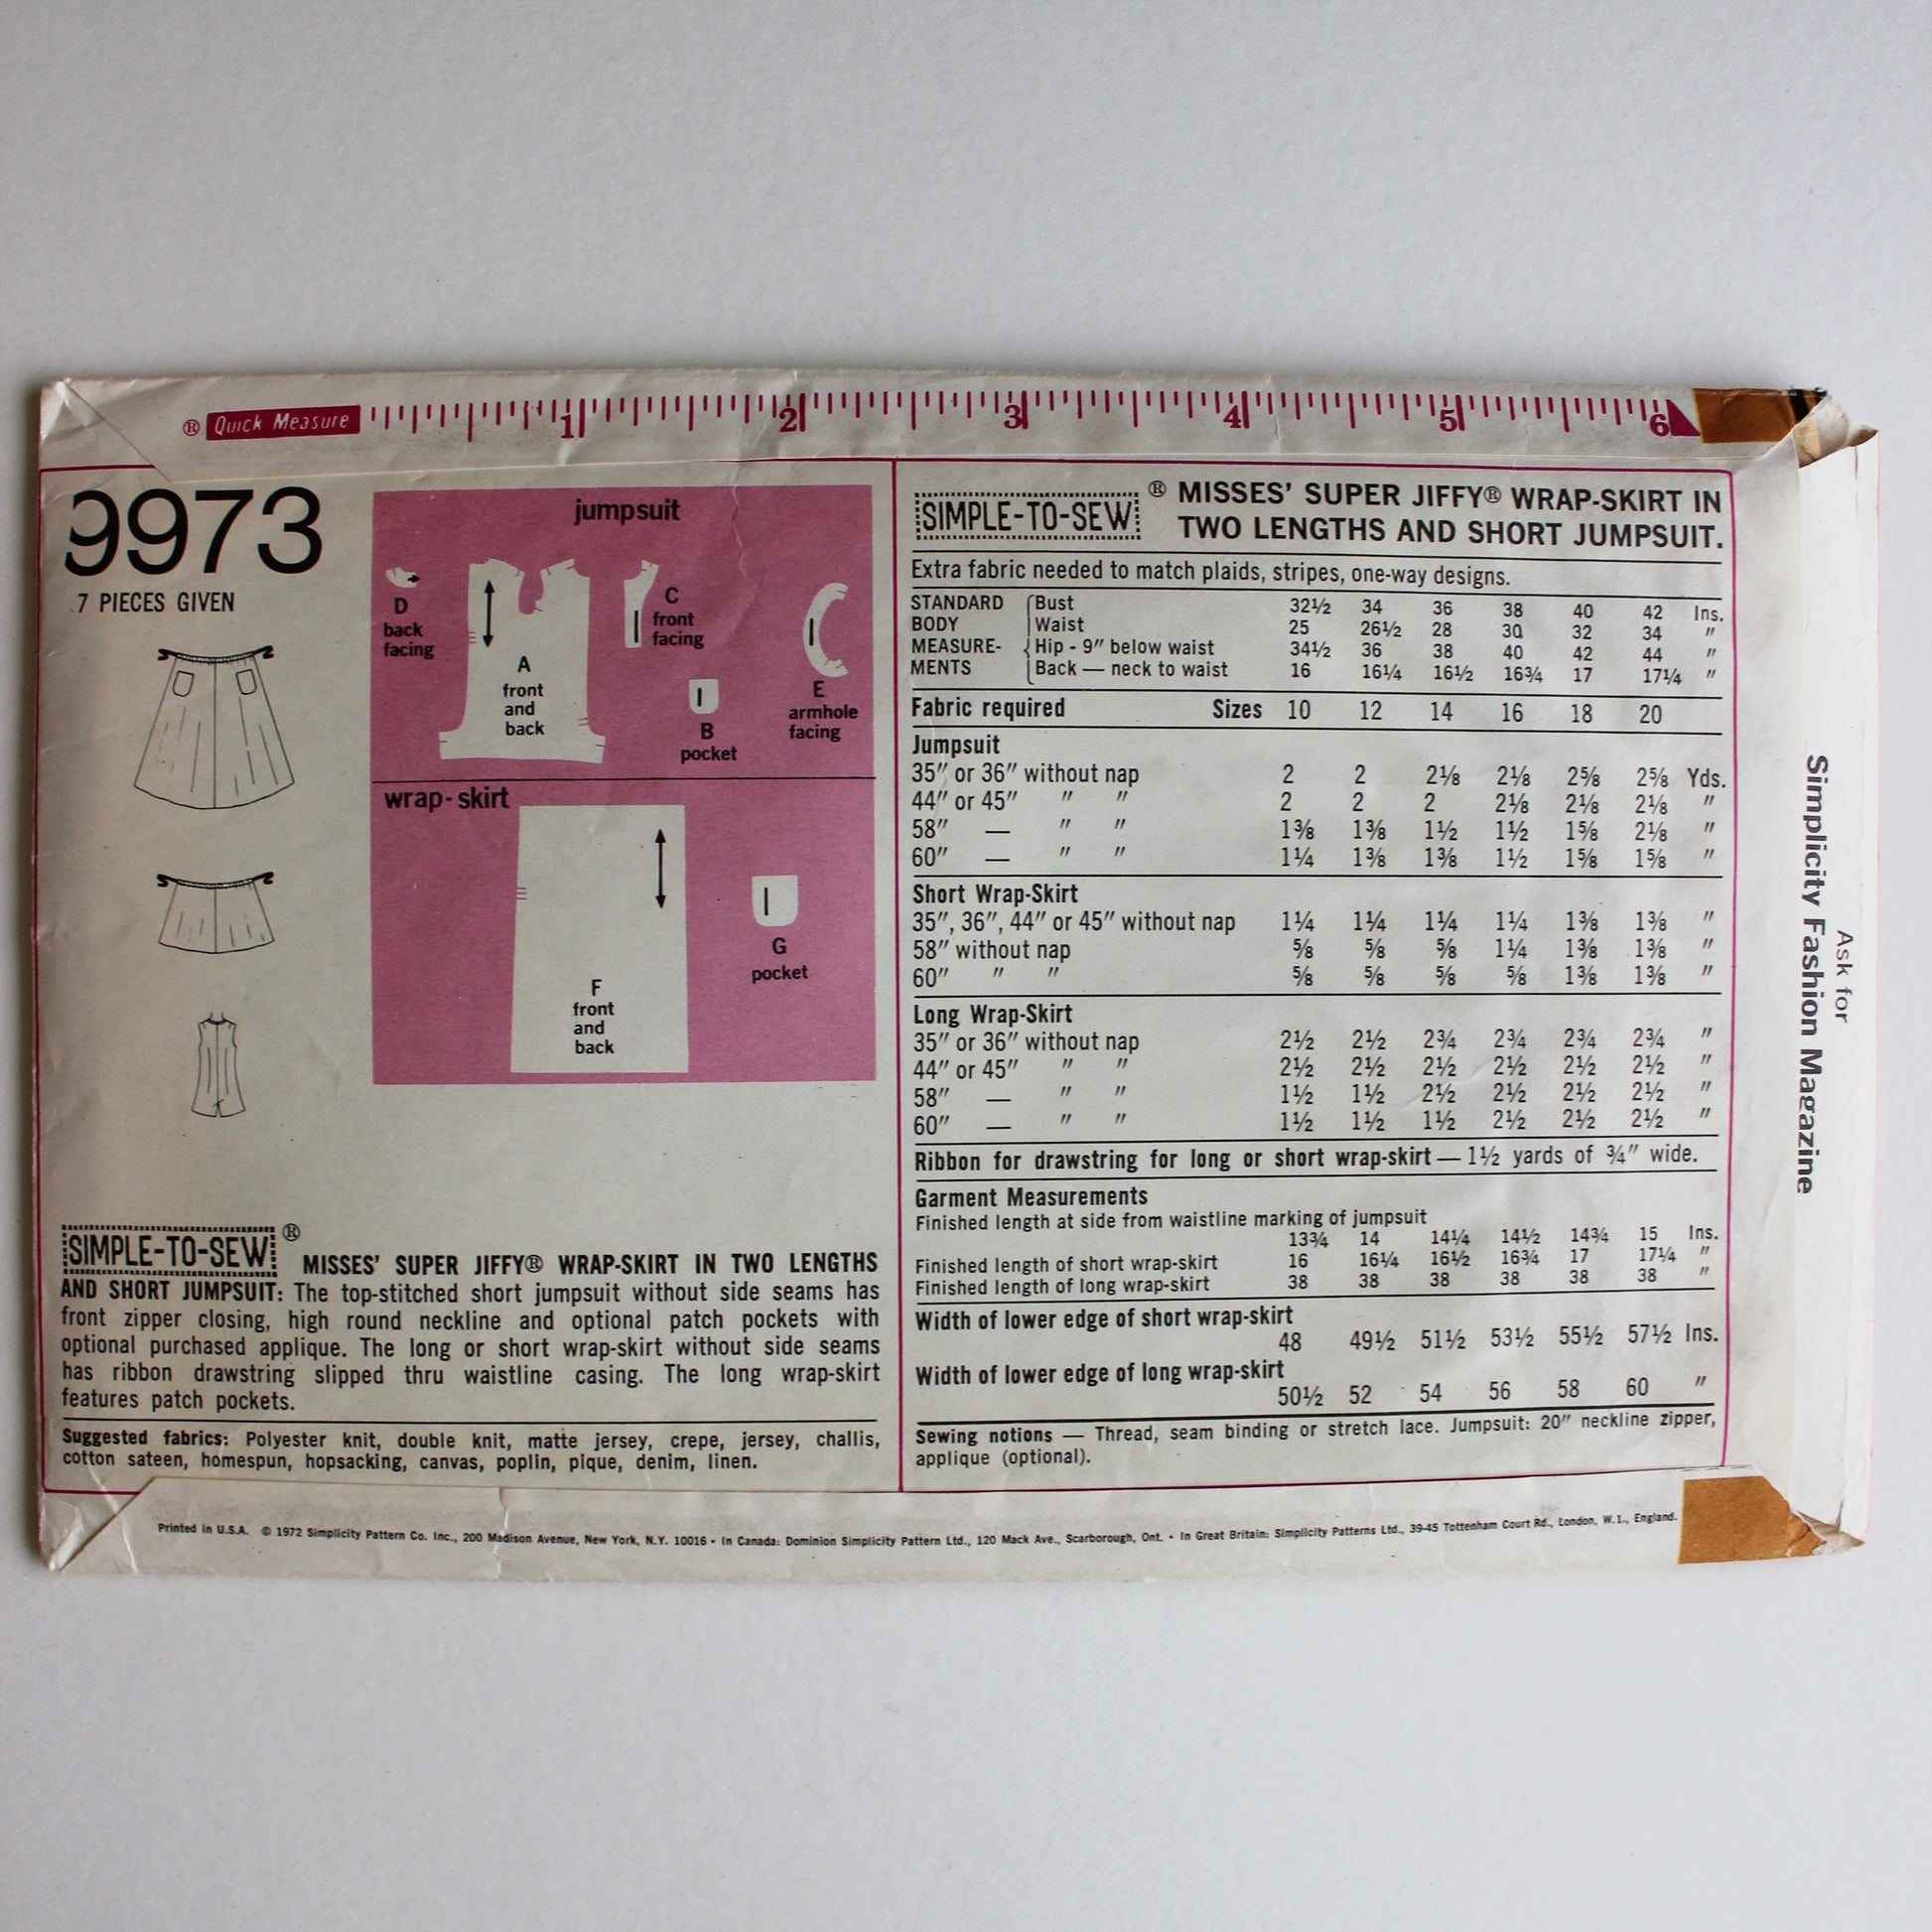 ® Quick Measure 1 2 3 4 5 6
9973
7 PIECES GIVEN
jumpsuit
D
back
facing
A
front
and
back
C
front
facing
B
pocket
E
armhole
facing
wrap-skirt
F
front
and
back
G
pocket
SIMPLE-TO-SEW® MISSES’ SUPER JIFFY® WRAP-SKIRT IN TWO LENGTHS
AND SHORT JUMPSUIT: The top-stitched short jumpsuit without side seams has
front zipper closing, high round neckline and optional patch pockets with
optional purchased applique. The long or short wrap-skirt without side seams
has ribbon drawstring slipped thru waistline casing. The long wrap-skirt
features patch pockets.
Suggested fabrics: Polyester knit, double knit, matte jersey, crepe, jersey, challis,
cotton sateen, homespun, hopsacking, canvas, poplin, pique, denim, linen.
SIMPLE-TO-SEW® MISSES’ SUPER JIFFY® WRAP-SKIRT IN
TWO LENGTHS AND SHORT JUMPSUIT.
Extra fabric needed to match plaids, stripes, one-way designs.
STANDARD Bust 32½ 34 36 38 40 42 Ins.
BODY Waist 25 26½ 28 30 32 34 ″
MEASURE- Hip - 9″ below waist 34½ 36 38 40 42 44 ″
MENTS Back — neck to waist 16 16¼ 16½ 16¾ 17 17¼ ″
Fabric required Sizes 10 12 14 16 18 20
Jumpsuit
35″ or 36″ without nap 2 2 2⅛ 2⅛ 2⅝ 2⅝ Yds.
44″ or 45″ ″ ″ 2 2 2 2⅛ 2⅛ 2⅛ ″
58″ — ″ ″ 1⅜ 1⅜ 1½ 1½ 1⅝ 2⅛ ″
60″ — ″ ″ 1¼ 1⅜ 1⅜ 1½ 1⅝ 1⅝ ″
Short Wrap-Skirt
35″, 36″, 44″ or 45″ without nap 1¼ 1¼ 1¼ 1¼ 1⅜ 1⅜ ″
58″ without nap ⅝ ⅝ ⅝ 1¼ 1⅜ 1⅜ ″
60″ ″ ″ ⅝ ⅝ ⅝ ⅝ 1⅜ 1⅜ ″
Long Wrap-Skirt
35″ or 36″ without nap 2½ 2½ 2¾ 2¾ 2¾ 2¾ ″
44″ or 45″ ″ ″ 2½ 2½ 2½ 2½ 2½ 2½ ″
58″ — ″ ″ 1½ 1½ 2½ 2½ 2½ 2½ ″
60″ — ″ ″ 1½ 1½ 1½ 2½ 2½ 2½ ″
Ribbon for drawstring for long or short wrap-skirt — 1½ yards of ¾″ wide.
Garment Measurements
Finished length at side from waistline marking of jumpsuit
13¾ 14 14¼ 14½ 14¾ 15 Ins.
Finished length of short wrap-skirt 16 16¼ 16½ 16¾ 17 17¼ ″
Finished length of long wrap-skirt 38 38 38 38 38 38 ″
Width of lower edge of short wrap-skirt
48 49½ 51½ 53½ 55½ 57½ Ins.
Width of lower edge of long wrap-skirt
50½ 52 54 56 58 60 ″
Sewing notions — Thread, seam binding or stretch lace. Jumpsuit: 20″ neckline zipper,
applique (optional).
Printed in U.S.A. © 1972 Simplicity Pattern Co. Inc., 200 Madison Avenue, New York, N.Y. 10016 • In Canada: Dominion Simplicity Pattern Ltd., 120 Mack Ave., Scarborough, Ont. • In Great Britain: Simplicity Patterns Ltd., 39-45 Tottenham Court Rd., London, W.1., England.
Ask for
Simplicity Fashion Magazine